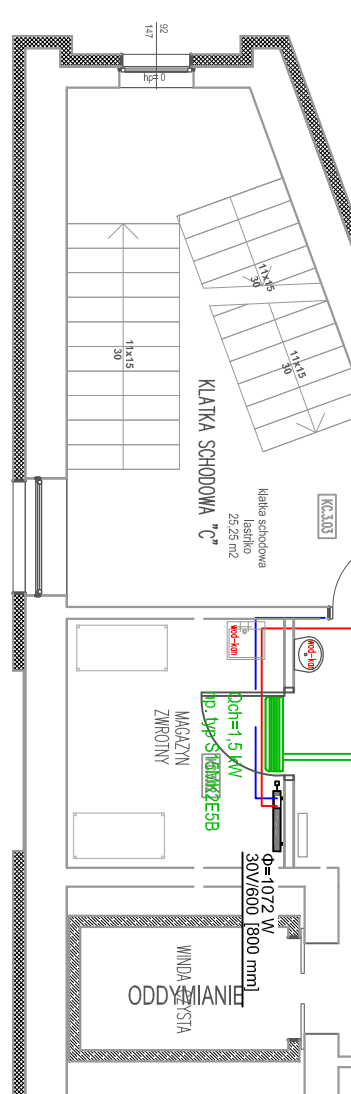 92
147
hp= 0
11x15
30
11x15
30
11x15
30
KLATKA SCHODOWA "C"
klatka schodowa
lastriko
25,25 m2
KC.3.03
wod-kan
wod-kan
Qch=1,5 kW
np. typ
MAGAZYN
ZWROTNY
Φ=1072 W
30V/600 [800 mm]
WINDA CZYSTA
ODDYMIANIE